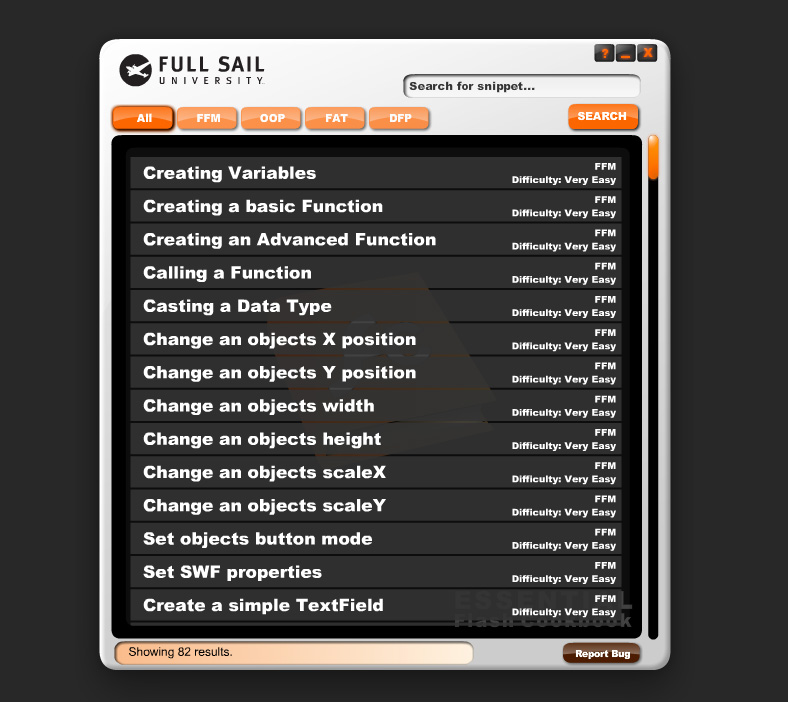 FULL SAIL
UNIVERSITY
?
X
Search for snippet...
All
FFM
OOP
FAT
DFP
SEARCH
Creating Variables
FFM
Difficulty: Very Easy
Creating a basic Function
FFM
Difficulty: Very Easy
Creating an Advanced Function
FFM
Difficulty: Very Easy
Calling a Function
FFM
Difficulty: Very Easy
Casting a Data Type
FFM
Difficulty: Very Easy
Change an objects X position
FFM
Difficulty: Very Easy
Change an objects Y position
FFM
Difficulty: Very Easy
Change an objects width
FFM
Difficulty: Very Easy
Change an objects height
FFM
Difficulty: Very Easy
Change an objects scaleX
FFM
Difficulty: Very Easy
Change an objects scaleY
FFM
Difficulty: Very Easy
Set objects button mode
FFM
Difficulty: Very Easy
Set SWF properties
FFM
Difficulty: Very Easy
Create a simple TextField
FFM
Difficulty: Very Easy
ESSENTIAL
Flash Cookbook
Showing 82 results.
Report Bug